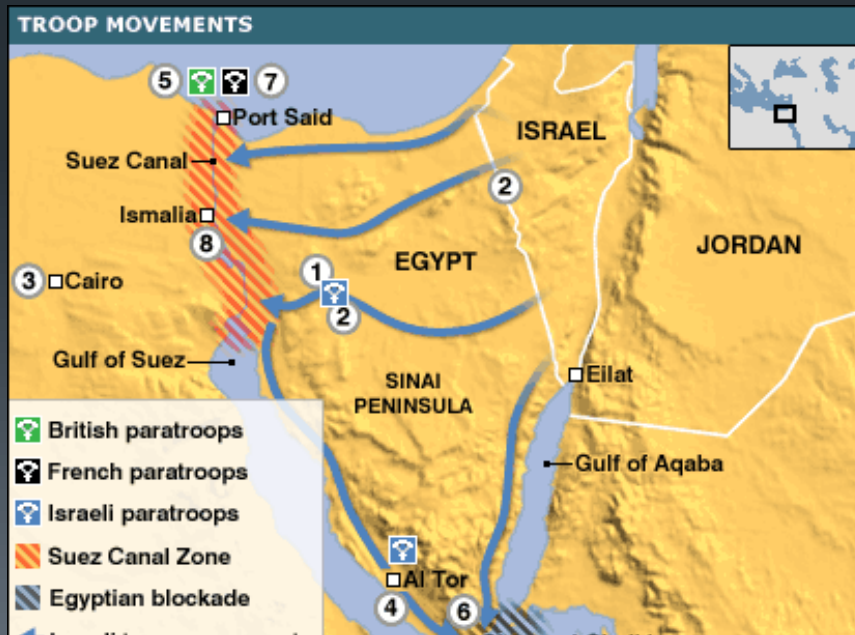 TROOP MOVEMENTS
5
7
Port Said
ISRAEL
Suez Canal
2
Ismalia
8
EGYPT
JORDAN
3
Cairo
1
2
Gulf of Suez
SINAI
PENINSULA
Eilat
British paratroops
Gulf of Aqaba
French paratroops
Israeli paratroops
Suez Canal Zone
Al Tor
Egyptian blockade
4
6